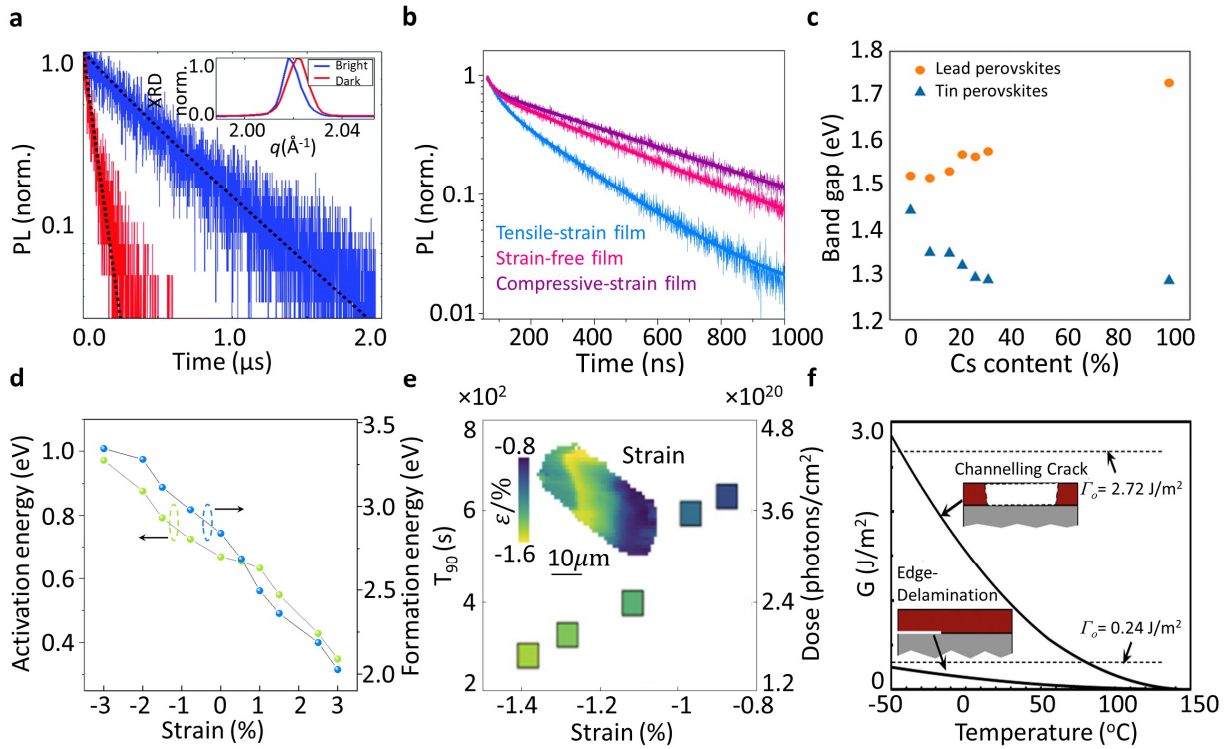 a
PL (norm.)
1.0
0.1
0.0
1.0
2.0
Time (μs)
XRD
norm.
1.0
0.0
Bright
Dark
2.00
2.04
q(Å⁻¹)
b
PL (norm.)
1
0.1
0.01
Tensile-strain film
Strain-free film
Compressive-strain film
200 400 600 800 1000
Time (ns)
c
Band gap (eV)
1.8
1.7
1.6
1.5
1.4
1.3
1.2
Lead perovskites
Tin perovskites
0 20 40 60 80 100
Cs content (%)
d
Activation energy (eV)
1.0
0.8
0.6
0.4
3.5
3.0
2.5
2.0
Formation energy (eV)
-3 -2 -1 0 1 2 3
Strain (%)
e
×10²
×10²⁰
T₉₀ (s)
8
6
4
2
-0.8
ε/%
-1.6
Strain
10μm
4.8
3.6
2.4
1.2
Dose (photons/cm²)
-1.4 -1.2 -1 -0.8
Strain (%)
f
G (J/m²)
3.0
0
Channelling Crack
Γₒ = 2.72 J/m²
Edge-
Delamination
Γₒ = 0.24 J/m²
-50 0 50 100 150
Temperature (°C)